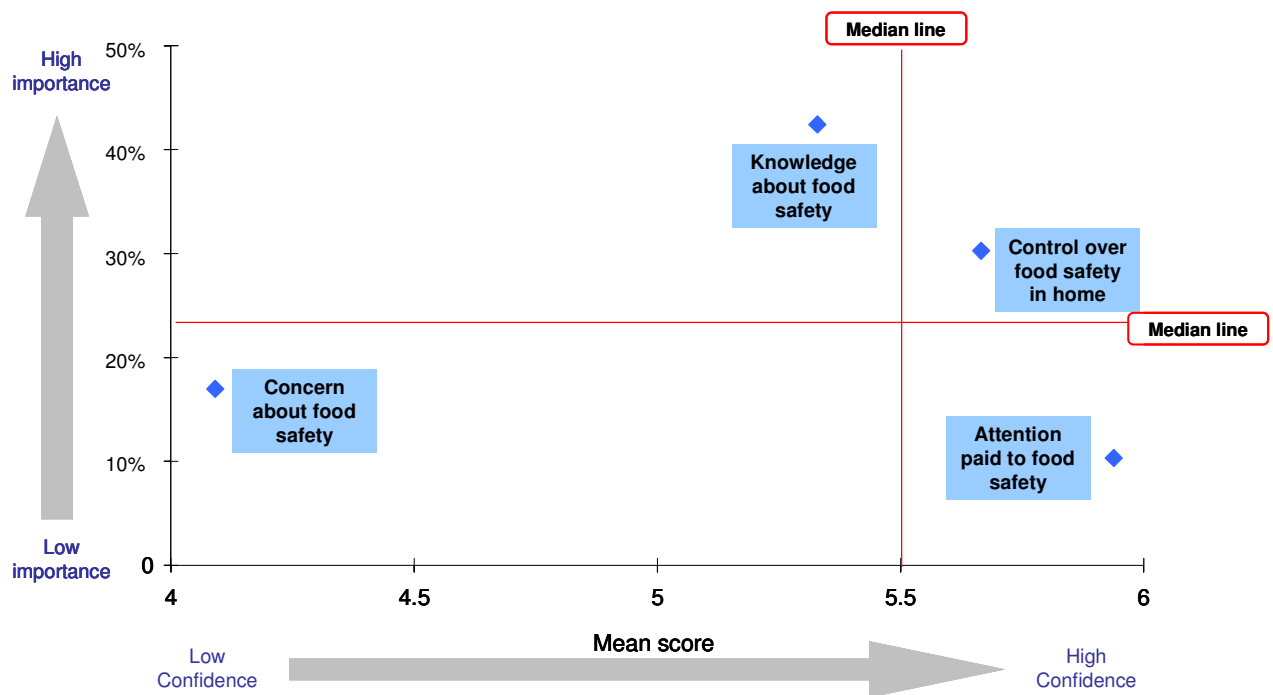 Median line
High
importance
50%
40%
Knowledge
about food
safety
30%
Control over
food safety
in home
Median line
20%
Concern
about food
safety
Attention
paid to food
safety
10%
Low
importance
0
4
4.5
5
5.5
6
Mean score
Low
Confidence
High
Confidence